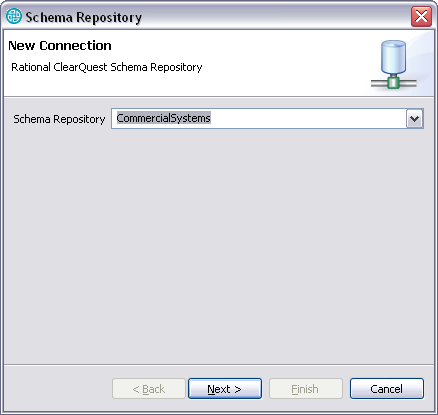 Schema Repository
New Connection
Rational ClearQuest Schema Repository
Schema Repository CommercialSystems
< Back Next > Finish Cancel